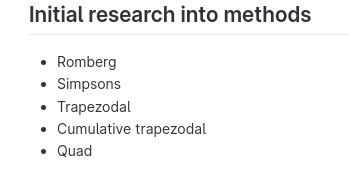 Initial research into methods
Romberg
Simpsons
Trapezodal
Cumulative trapezodal
Quad